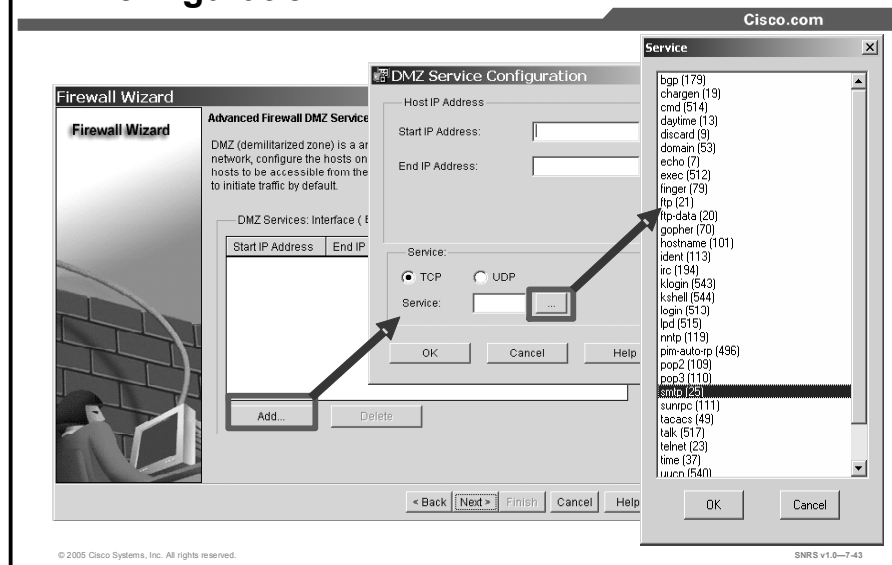 Cisco.com
Firewall Wizard
Firewall Wizard
Advanced Firewall DMZ Service
DMZ (demilitarized zone) is a ar
network, configure the hosts on
hosts to be accessible from the
to initiate traffic by default.
DMZ Services: Interface ( E
Start IP Address
End IP
Add...
Delete
< Back
Next >
Finish
Cancel
Help
DMZ Service Configuration
Host IP Address
Start IP Address:
End IP Address:
Service:
TCP
UDP
Service:
...
OK
Cancel
Help
Service
bgp (179)
chargen (19)
cmd (514)
daytime (13)
discard (9)
domain (53)
echo (7)
exec (512)
finger (79)
ftp (21)
ftp-data (20)
gopher (70)
hostname (101)
ident (113)
irc (194)
klogin (543)
kshell (544)
login (513)
lpd (515)
nntp (119)
pim-auto-rp (496)
pop2 (109)
pop3 (110)
smtp (25)
sunrpc (111)
tacacs (49)
talk (517)
telnet (23)
time (37)
uucp (540)
OK
Cancel
© 2005 Cisco Systems, Inc. All rights reserved.
SNRS v1.0—7-43